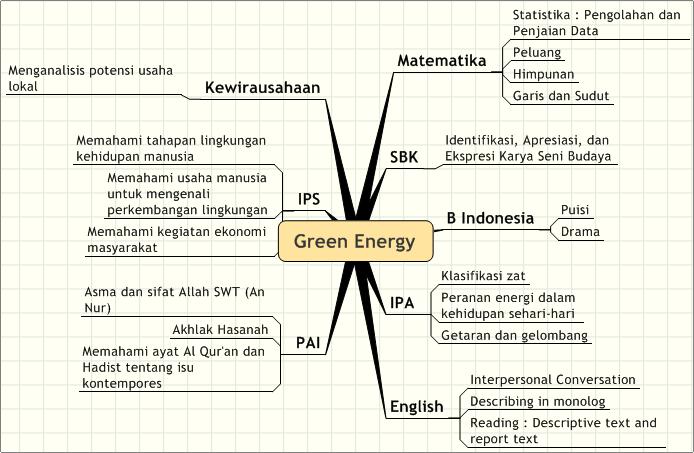 Green Energy
Matematika
Statistika : Pengolahan dan
Penjaian Data
Peluang
Himpunan
Garis dan Sudut
SBK
Identifikasi, Apresiasi, dan
Ekspresi Karya Seni Budaya
B Indonesia
Puisi
Drama
IPA
Klasifikasi zat
Peranan energi dalam
kehidupan sehari-hari
Getaran dan gelombang
English
Interpersonal Conversation
Describing in monolog
Reading : Descriptive text and
report text
Kewirausahaan
Menganalisis potensi usaha
lokal
IPS
Memahami tahapan lingkungan
kehidupan manusia
Memahami usaha manusia
untuk mengenali
perkembangan lingkungan
Memahami kegiatan ekonomi
masyarakat
PAI
Asma dan sifat Allah SWT (An
Nur)
Akhlak Hasanah
Memahami ayat Al Qur'an dan
Hadist tentang isu
kontempores